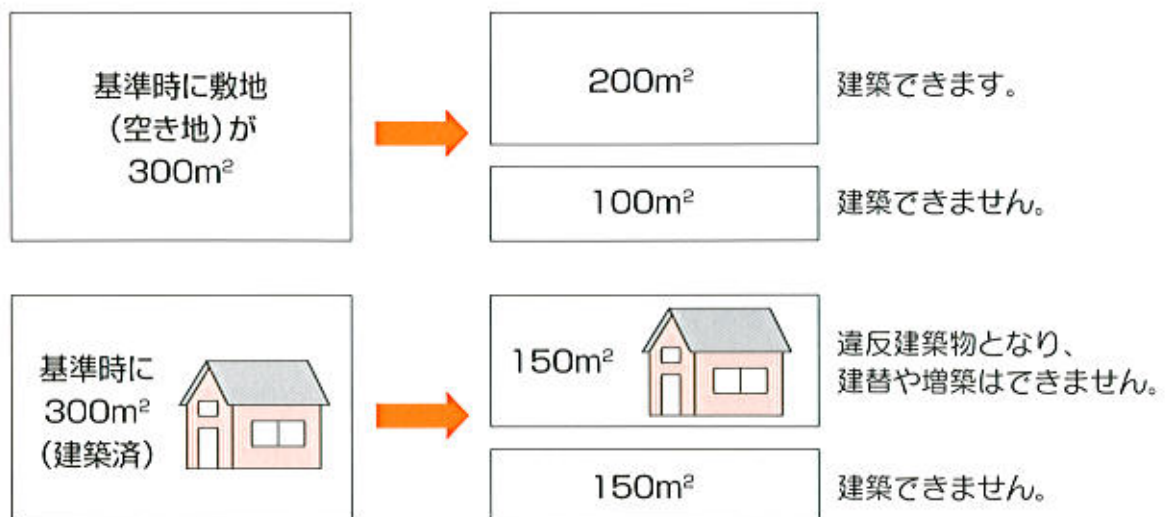 基準時に敷地
（空き地）が
300m²
200m²
建築できます。
100m²
建築できません。
基準時に
300m²
（建築済）
150m²
違反建築物となり、
建替や増築はできません。
150m²
建築できません。